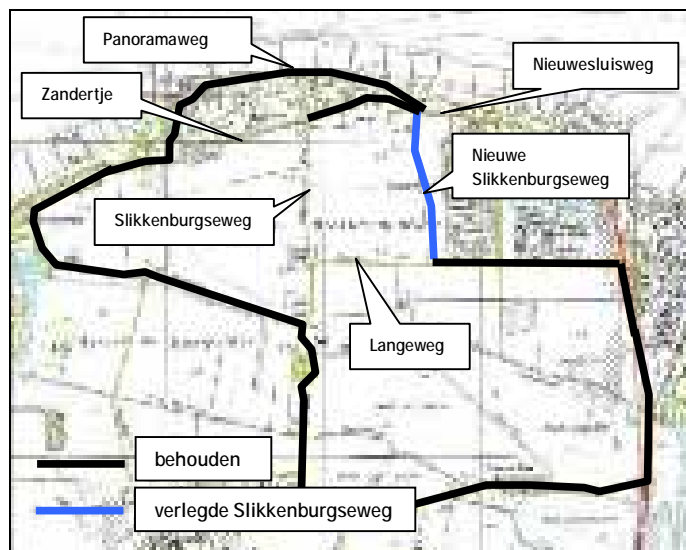 Panoramaweg
Nieuwesluisweg
Zandertje
Nieuwe
Slikkenburgseweg
Slikkenburgseweg
Langeweg
behouden
verlegde Slikkenburgseweg